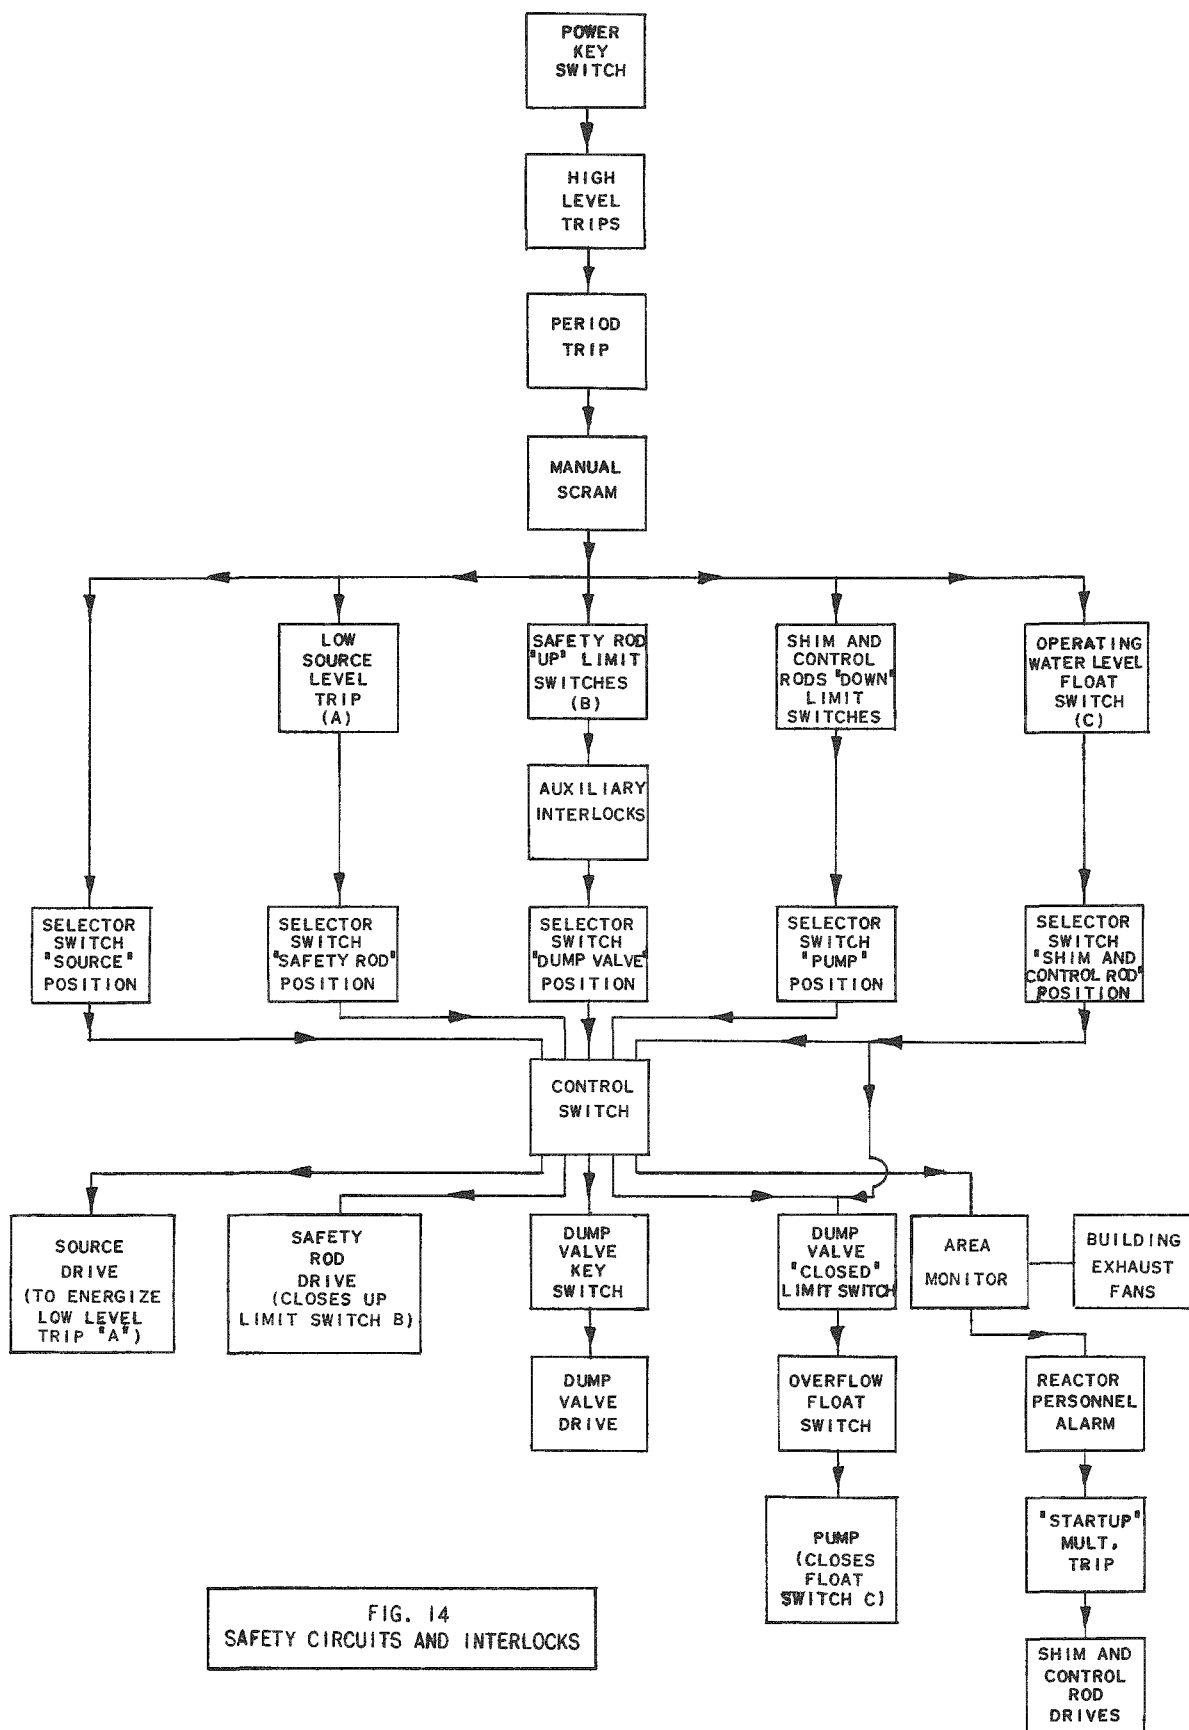 POWER
KEY
SWITCH
HIGH
LEVEL
TRIPS
PERIOD
TRIP
MANUAL
SCRAM
LOW
SOURCE
LEVEL
TRIP
(A)
SAFETY ROD
"UP" LIMIT
SWITCHES
(B)
SHIM AND
CONTROL
RODS "DOWN"
LIMIT
SWITCHES
OPERATING
WATER LEVEL
FLOAT
SWITCH
(C)
AUXILIARY
INTERLOCKS
SELECTOR
SWITCH
"SOURCE"
POSITION
SELECTOR
SWITCH
"SAFETY ROD"
POSITION
SELECTOR
SWITCH
"DUMP VALVE"
POSITION
SELECTOR
SWITCH
"PUMP"
POSITION
SELECTOR
SWITCH
"SHIM AND
CONTROL ROD"
POSITION
CONTROL
SWITCH
SOURCE
DRIVE
(TO ENERGIZE
LOW LEVEL
TRIP "A")
SAFETY
ROD
DRIVE
(CLOSES UP
LIMIT SWITCH B)
DUMP
VALVE
KEY
SWITCH
DUMP
VALVE
"CLOSED"
LIMIT SWITCH
AREA
MONITOR
BUILDING
EXHAUST
FANS
DUMP
VALVE
DRIVE
OVERFLOW
FLOAT
SWITCH
REACTOR
PERSONNEL
ALARM
PUMP
(CLOSES
FLOAT
SWITCH C)
"STARTUP"
MULT.
TRIP
SHIM AND
CONTROL
ROD
DRIVES
FIG. 14
SAFETY CIRCUITS AND INTERLOCKS